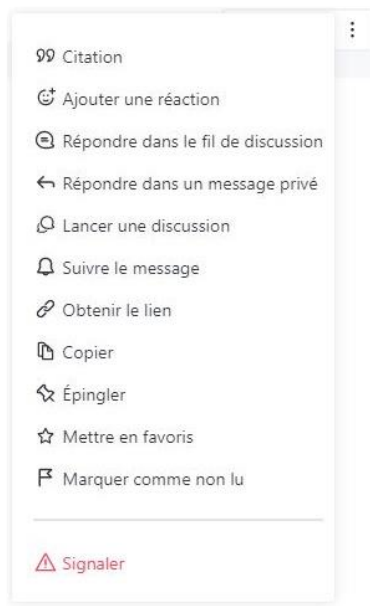 Citation
Ajouter une réaction
Répondre dans le fil de discussion
Répondre dans un message privé
Lancer une discussion
Suivre le message
Obtenir le lien
Copier
Épingler
Mettre en favoris
Marquer comme non lu
Signaler